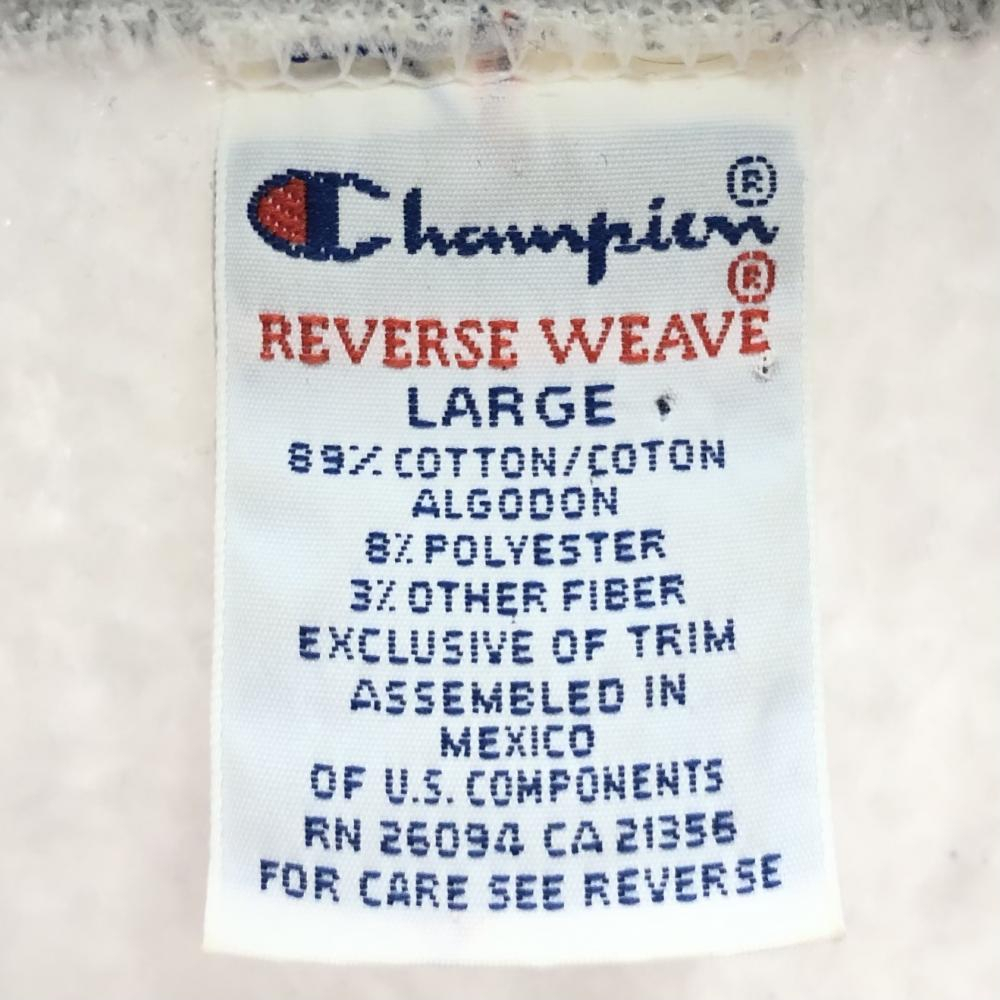 Champion®
®
REVERSE WEAVE
LARGE
89% COTTON/COTON
ALGODON
8% POLYESTER
3% OTHER FIBER
EXCLUSIVE OF TRIM
ASSEMBLED IN
MEXICO
OF U.S. COMPONENTS
RN 26094 CA 21356
FOR CARE SEE REVERSE